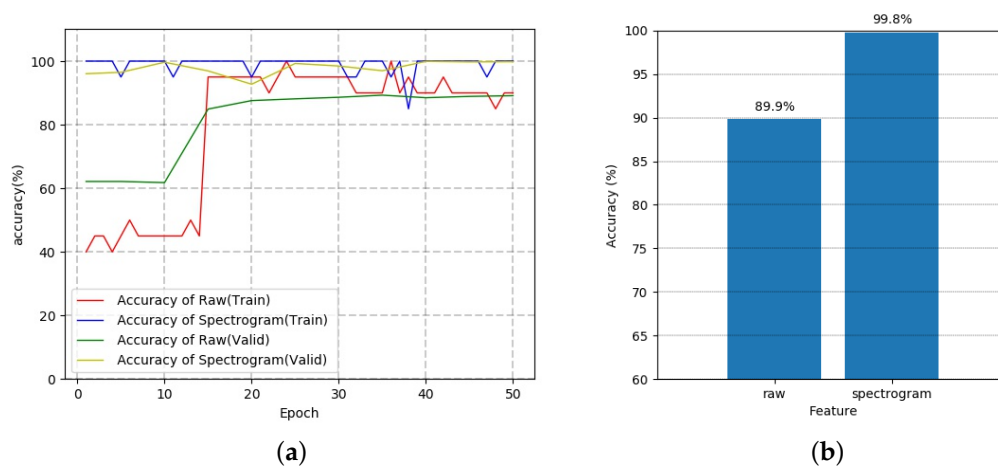 accuracy(%)
100
80
60
40
20
0
Accuracy of Raw(Train)
Accuracy of Spectrogram(Train)
Accuracy of Raw(Valid)
Accuracy of Spectrogram(Valid)
0 10 20 30 40 50
Epoch
(a)
Accuracy (%)
100
95
90
85
80
75
70
65
60
89.9%
99.8%
raw spectrogram
Feature
(b)